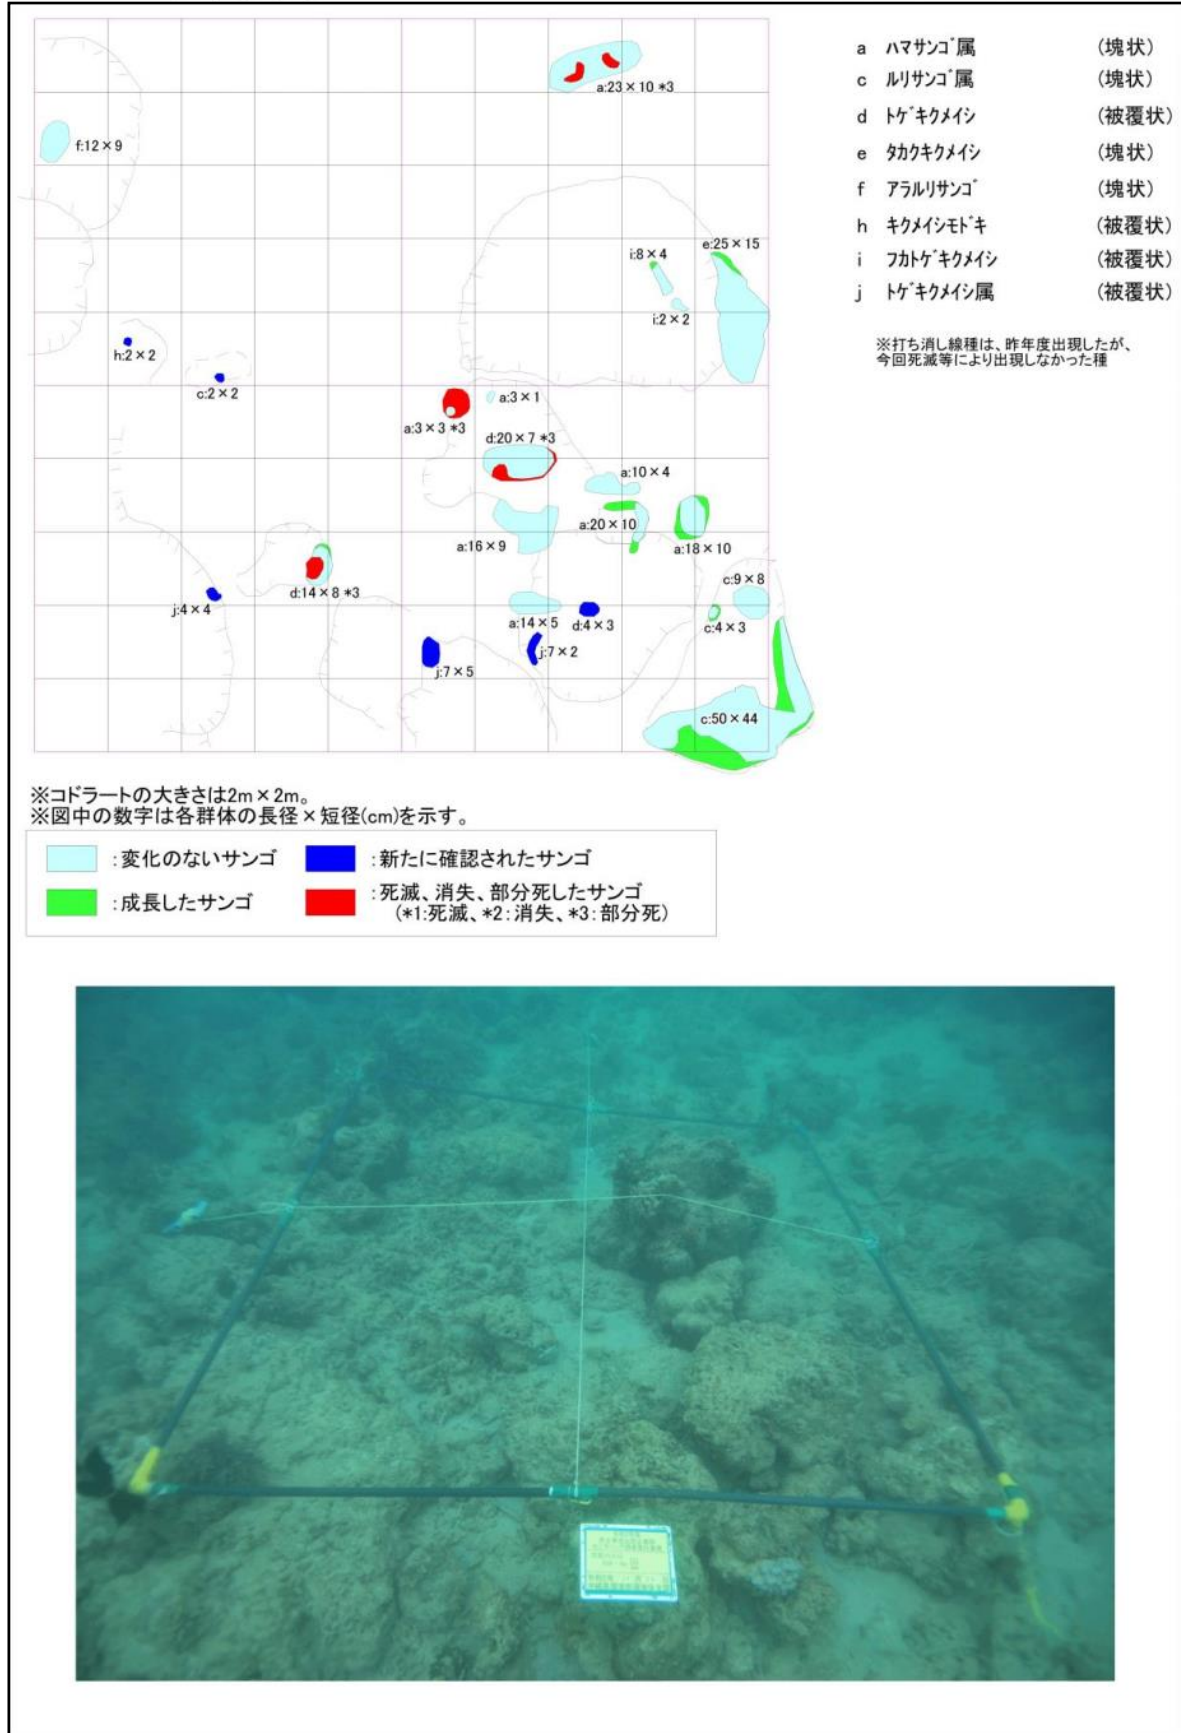 a:23×10 *3
f:12×9
e:25×15
i:8×4
i:2×2
h:2×2
c:2×2
a:3×1
a:3×3 *3
d:20×7 *3
a:10×4
a:20×10
a:18×10
a:16×9
c:9×8
d:14×8 *3
j:4×4
a:14×5
d:4×3
c:4×3
j:7×2
j:7×5
c:50×44
a ハマサンゴ属 (塊状)
c ルリサンゴ属 (塊状)
d トゲキクメイシ (被覆状)
e タカクキクメイシ (塊状)
f アラルリサンゴ (塊状)
h キクメイシモドキ (被覆状)
i フカトゲキクメイシ (被覆状)
j トゲキクメイシ属 (被覆状)
※打ち消し線種は、昨年度出現したが、
今回死滅等により出現しなかった種
※コドラートの大きさは2m×2m。
※図中の数字は各群体の長径×短径(cm)を示す。
:変化のないサンゴ :新たに確認されたサンゴ
:成長したサンゴ :死滅、消失、部分死したサンゴ
(*1:死滅、*2:消失、*3:部分死)